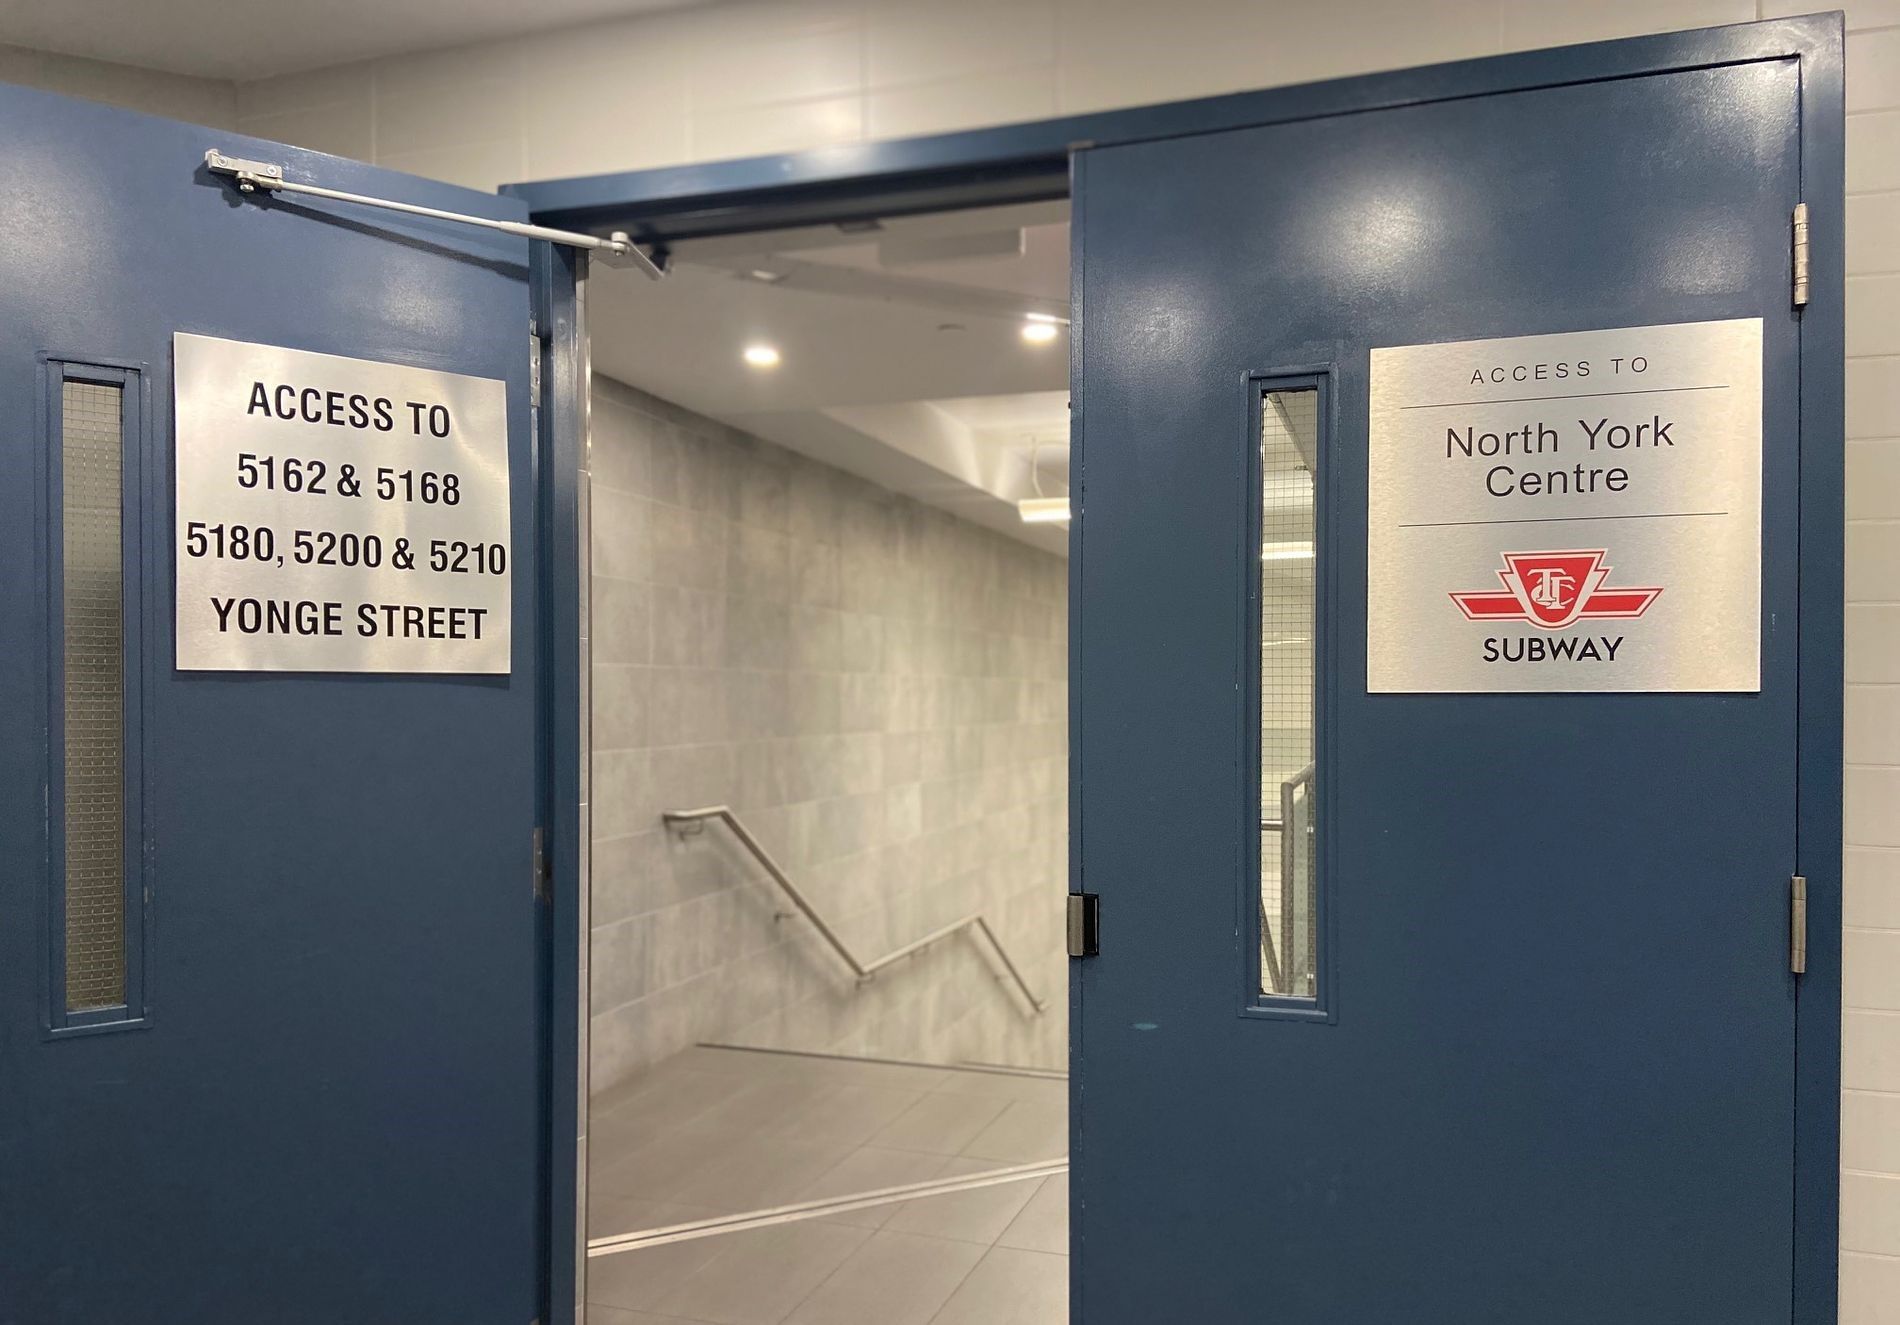 ACCESS TO
5162 & 5168
5180, 5200 & 5210
YONGE STREET
ACCESS TO
North York
Centre
TTC
SUBWAY